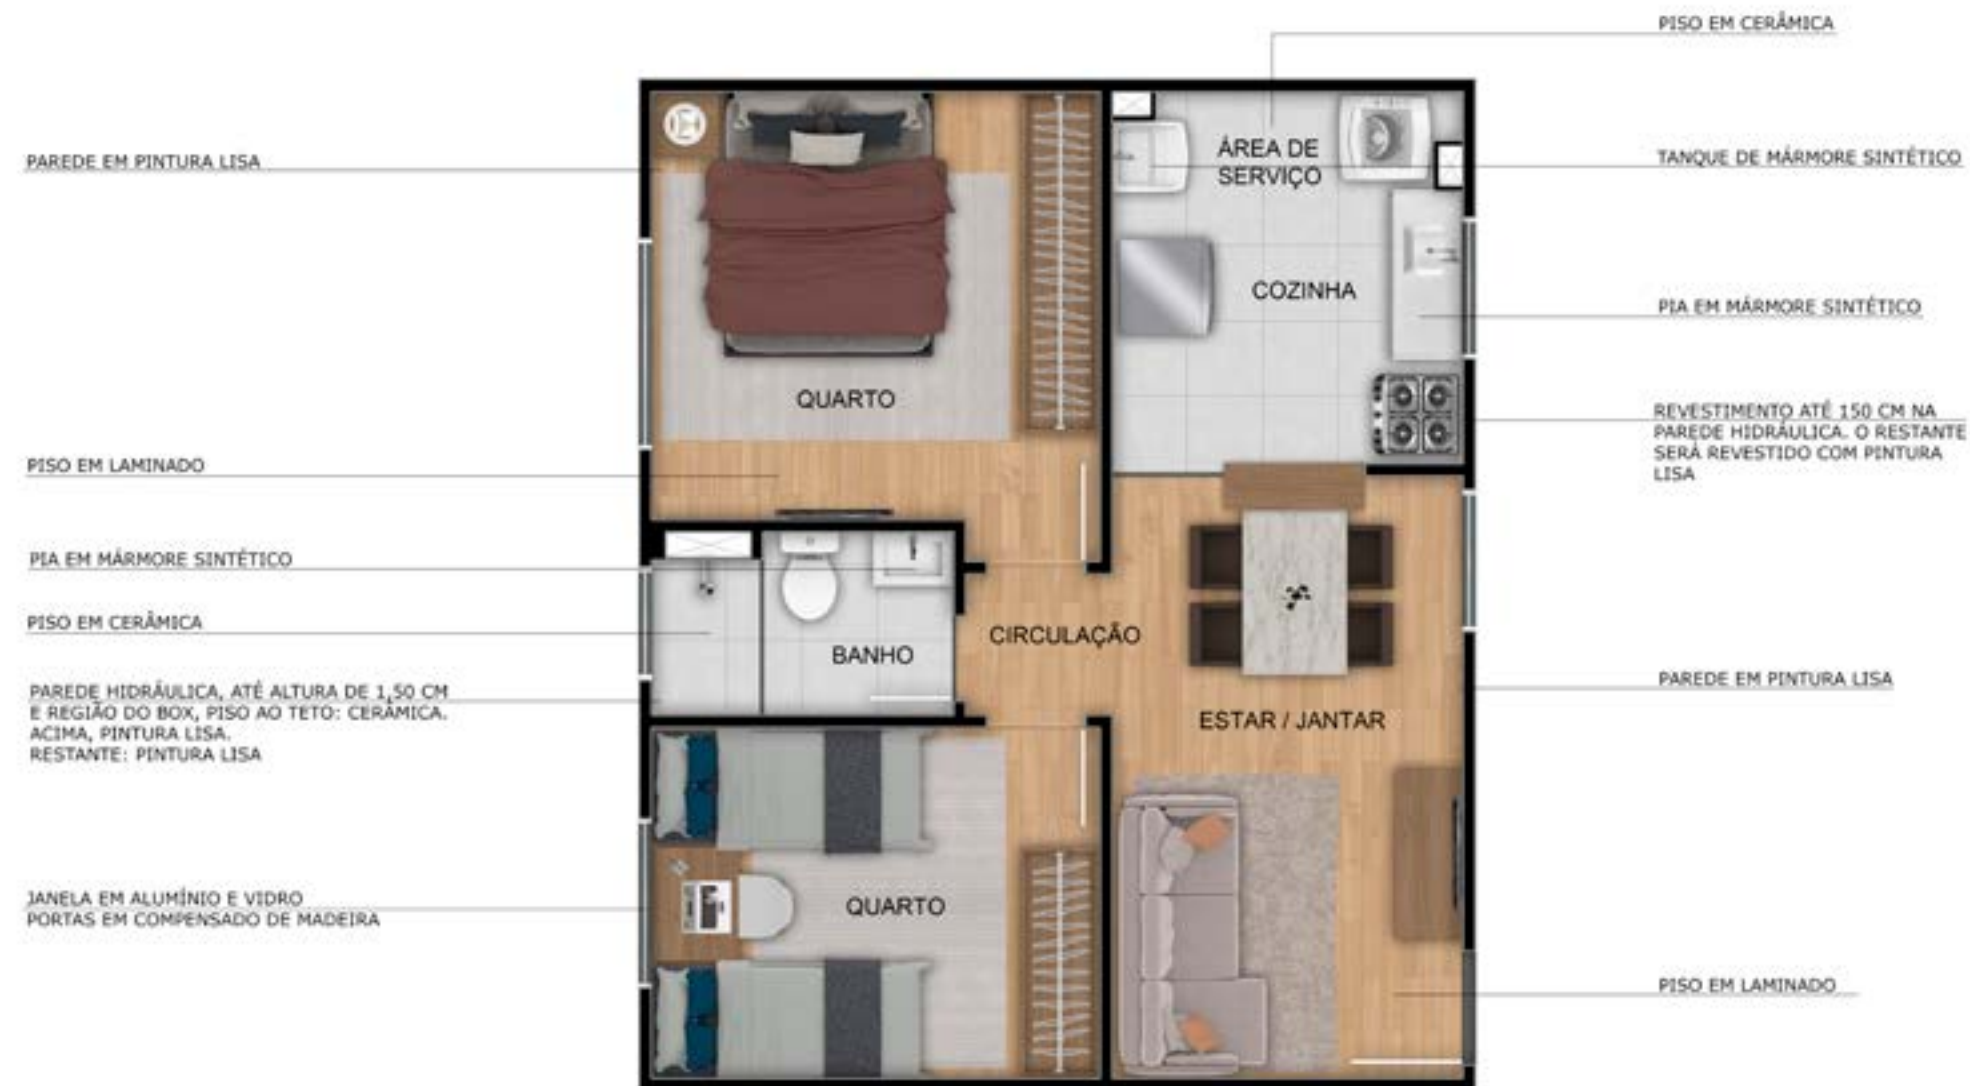 PISO EM CERÂMICA
PAREDE EM PINTURA LISA
ÁREA DE
SERVIÇO
TANQUE DE MÁRMORE SINTÉTICO
COZINHA
PIA EM MÁRMORE SINTÉTICO
QUARTO
REVESTIMENTO ATÉ 150 CM NA
PAREDE HIDRÁULICA. O RESTANTE
SERÁ REVESTIDO COM PINTURA
LISA
PISO EM LAMINADO
PIA EM MÁRMORE SINTÉTICO
PISO EM CERÂMICA
BANHO
CIRCULAÇÃO
PAREDE HIDRÁULICA, ATÉ ALTURA DE 1,50 CM
E REGIÃO DO BOX, PISO AO TETO: CERÂMICA.
ACIMA, PINTURA LISA.
RESTANTE: PINTURA LISA
PAREDE EM PINTURA LISA
ESTAR / JANTAR
JANELA EM ALUMÍNIO E VIDRO
PORTAS EM COMPENSADO DE MADEIRA
QUARTO
PISO EM LAMINADO